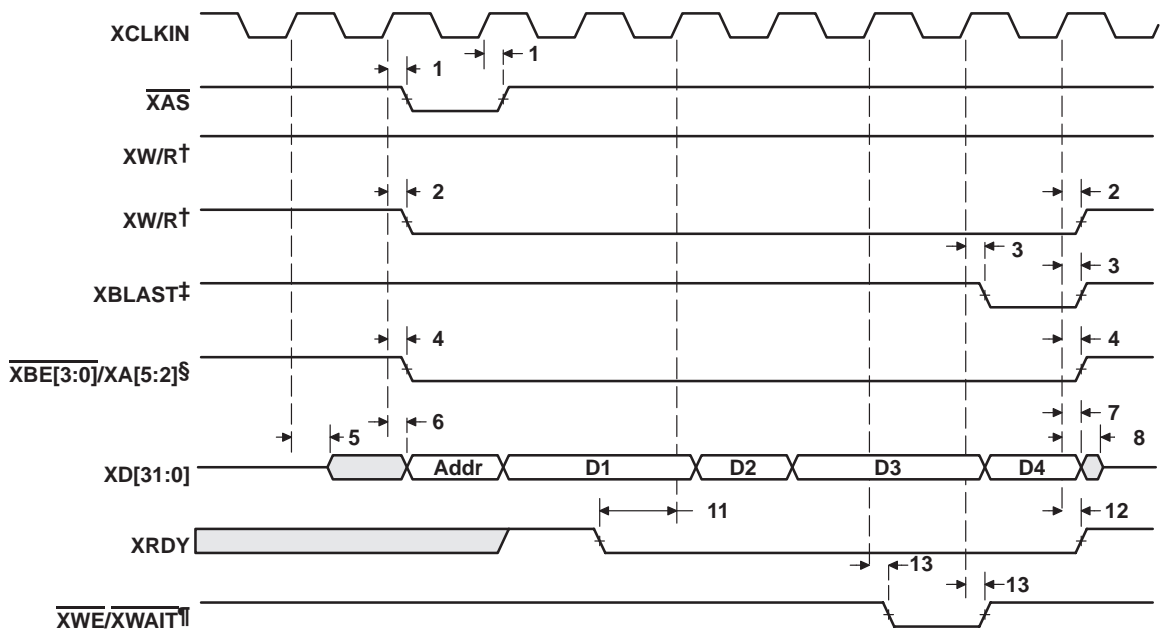 XCLKIN
1
1
XAS
XW/R†
2
2
XW/R†
3
3
XBLAST‡
4
4
XBE[3:0]/XA[5:2]§
6
7
5
8
XD[31:0]
Addr
D1
D2
D3
D4
11
12
XRDY
13
13
XWE/XWAIT¶